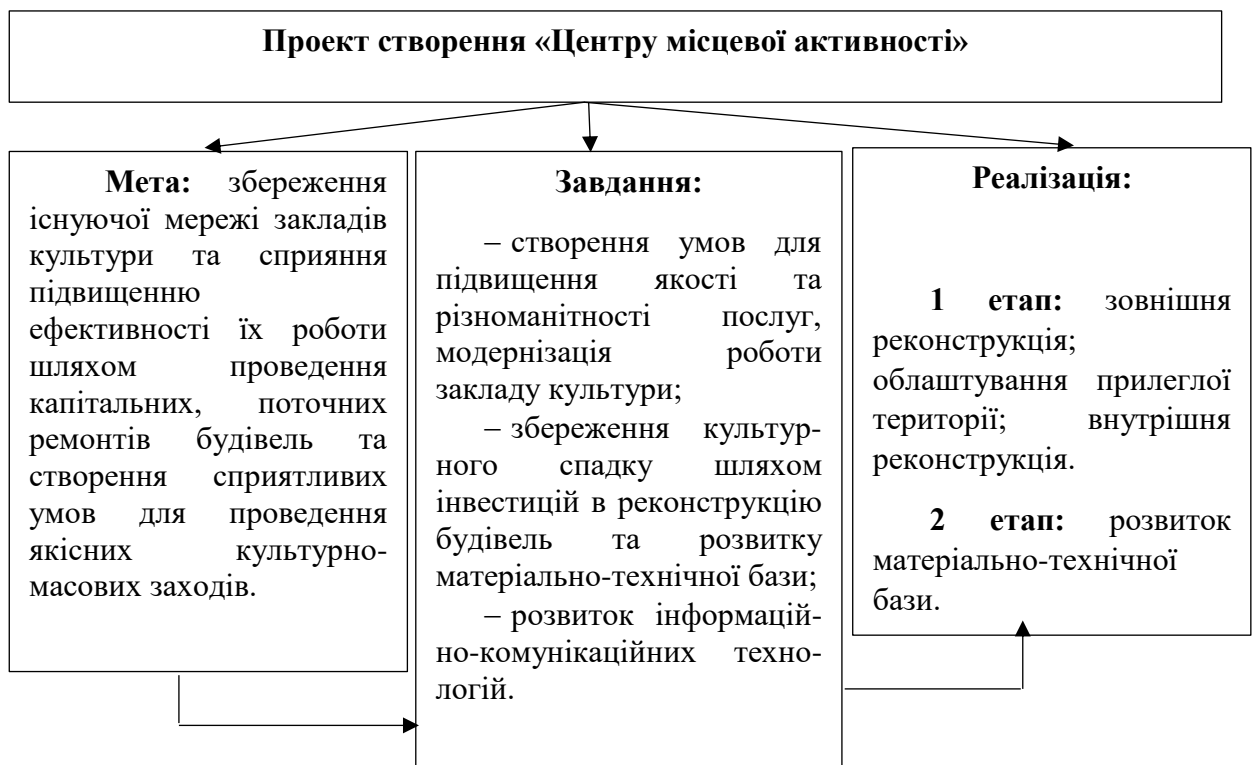 Проект створення «Центру місцевої активності»
Мета: збереження
існуючої мережі закладів
культури та сприяння
підвищенню
ефективності їх роботи
шляхом проведення
капітальних, поточних
ремонтів будівель та
створення сприятливих
умов для проведення
якісних культурно-
масових заходів.
Завдання:
– створення умов для
підвищення якості та
різноманітності послуг,
модернізація роботи
закладу культури;
– збереження культур-
ного спадку шляхом
інвестицій в реконструкцію
будівель та розвитку
матеріально-технічної бази;
– розвиток інформацій-
но-комунікаційних техно-
логій.
Реалізація:
1 етап: зовнішня
реконструкція;
облаштування прилеглої
території; внутрішня
реконструкція.
2 етап: розвиток
матеріально-технічної
бази.